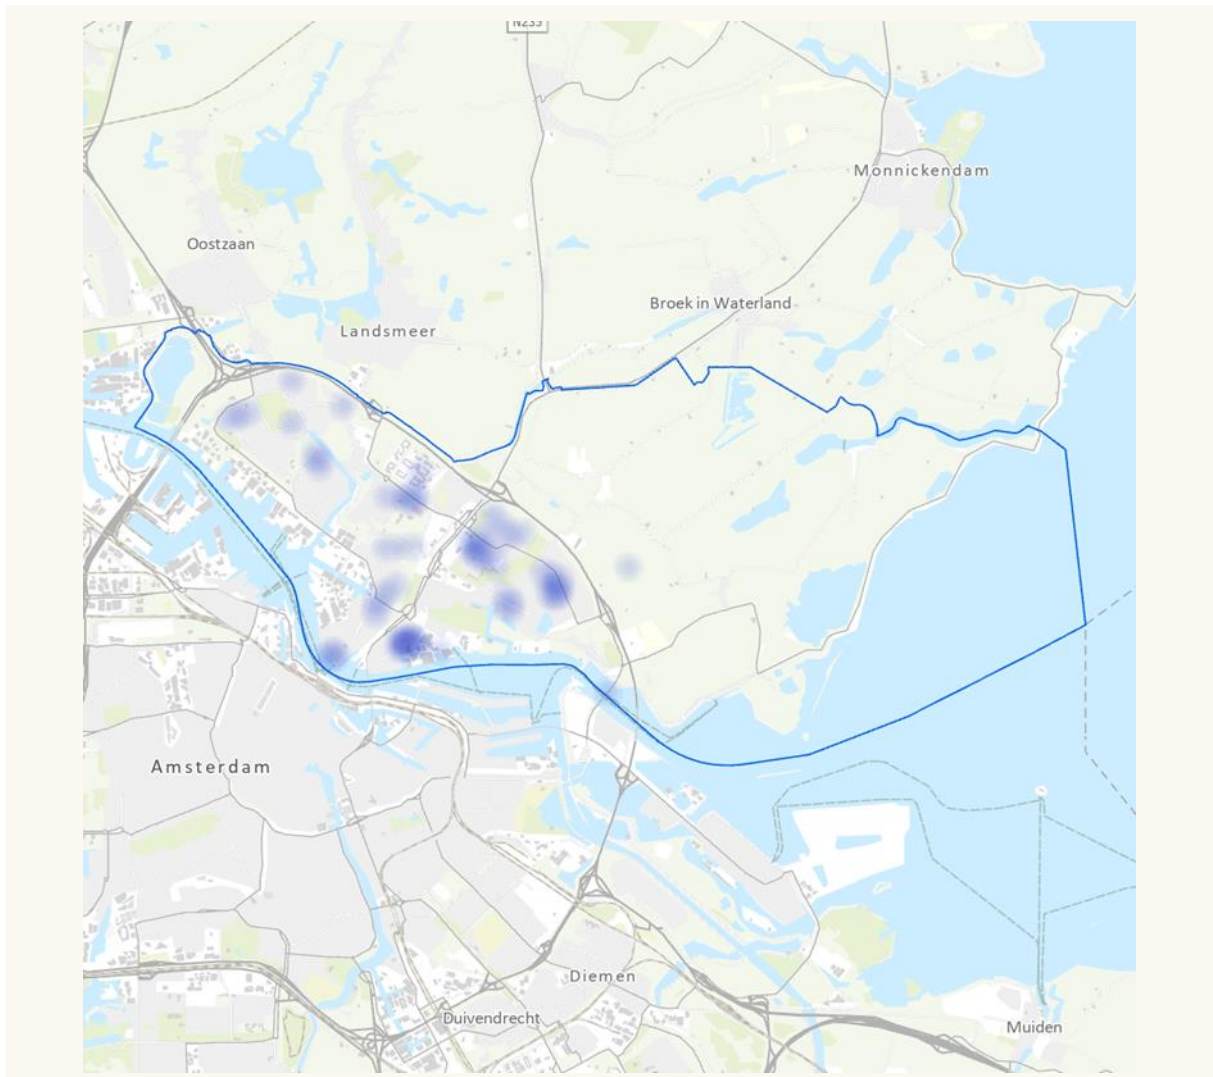 N235
Monnickendam
Oostzaan
Broek in Waterland
Landsmeer
Amsterdam
Diemen
Duivendrecht
Muiden